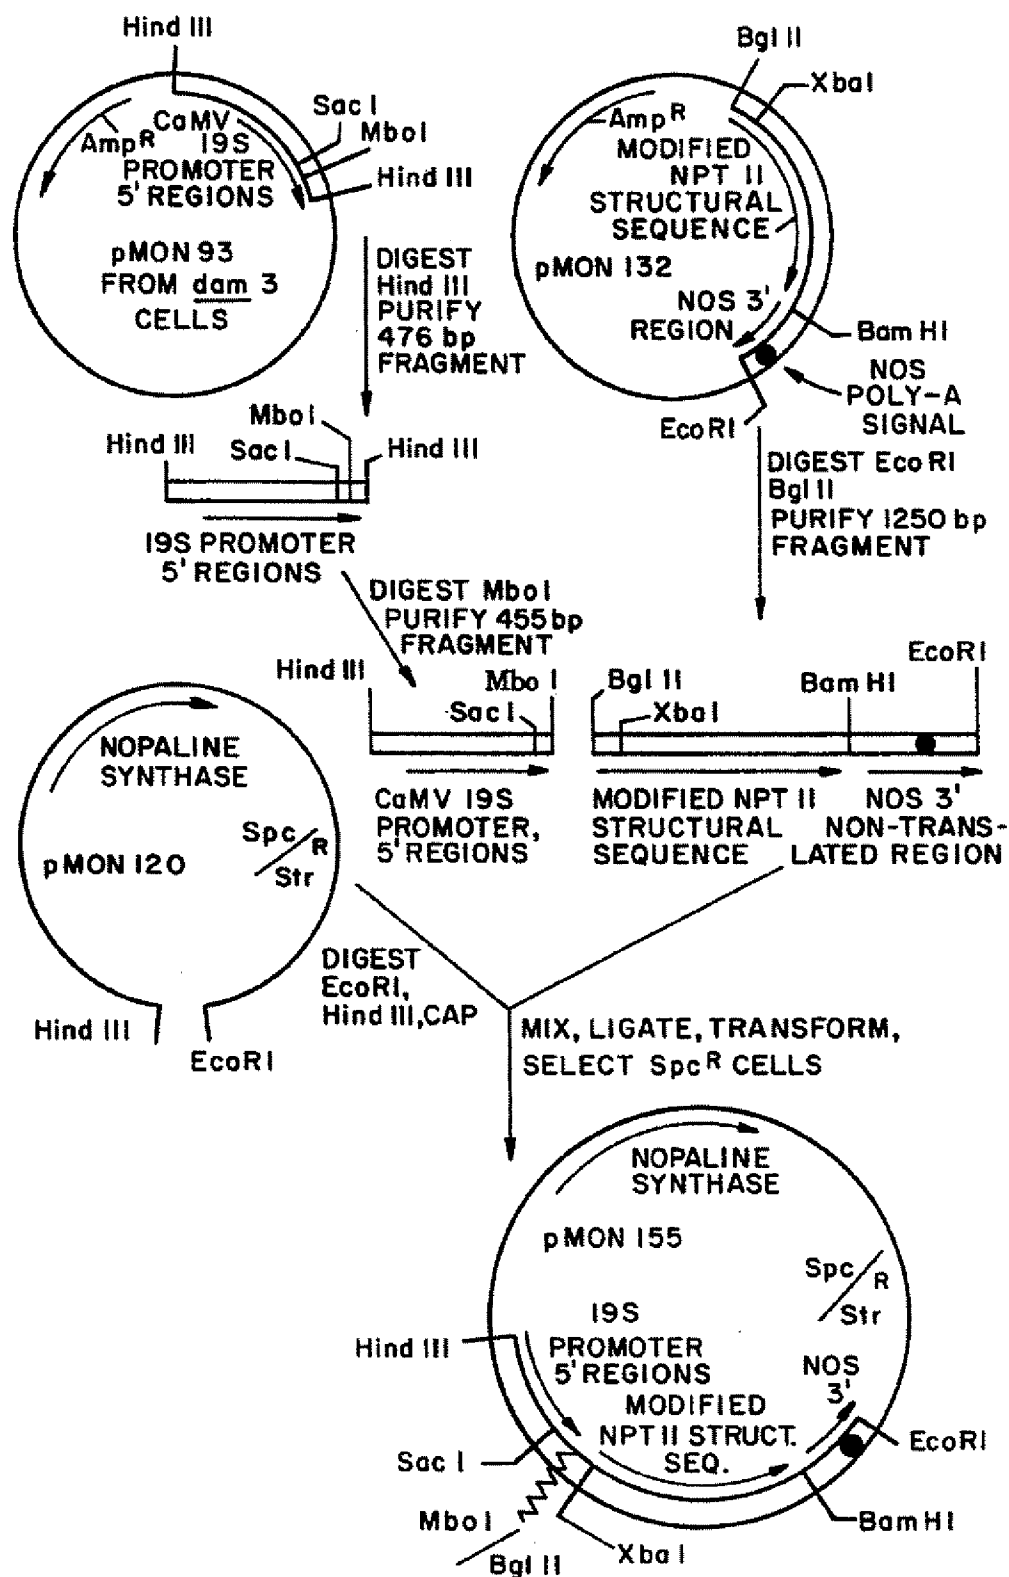 Hind III
Sac I
Mbo I
Hind III
Amp R
CaMV
19S
PROMOTER
5' REGIONS
pMON 93
FROM dam 3
CELLS
DIGEST
Hind III
PURIFY
476 bp
FRAGMENT
Bgl II
Xba I
Amp R
MODIFIED
NPT II
STRUCTURAL
SEQUENCE
pMON 132
NOS 3'
REGION
Bam HI
NOS
POLY-A
SIGNAL
Eco RI
DIGEST Eco RI
Bgl II
PURIFY 1250 bp
FRAGMENT
Mbo I
Hind III
Sac I
Hind III
19S PROMOTER
5' REGIONS
DIGEST Mbo I
PURIFY 455 bp
FRAGMENT
Hind III
Mbo I
Sac I
Bgl II
Xba I
Bam HI
EcoRI
CaMV 19S
PROMOTER,
5' REGIONS
MODIFIED NPT II
STRUCTURAL
SEQUENCE
NOS 3'
NON-TRANS-
LATED REGION
NOPALINE
SYNTHASE
pMON 120
Spc/Str R
Hind III
EcoRI
DIGEST
EcoRI,
Hind III, CAP
MIX, LIGATE, TRANSFORM,
SELECT Spc R CELLS
NOPALINE
SYNTHASE
pMON 155
Spc/Str R
19S
PROMOTER
5' REGIONS
MODIFIED
NPT II STRUCT.
SEQ.
NOS
3'
Hind III
Sac I
Mbo I
Bgl II
Xba I
Bam HI
EcoRI